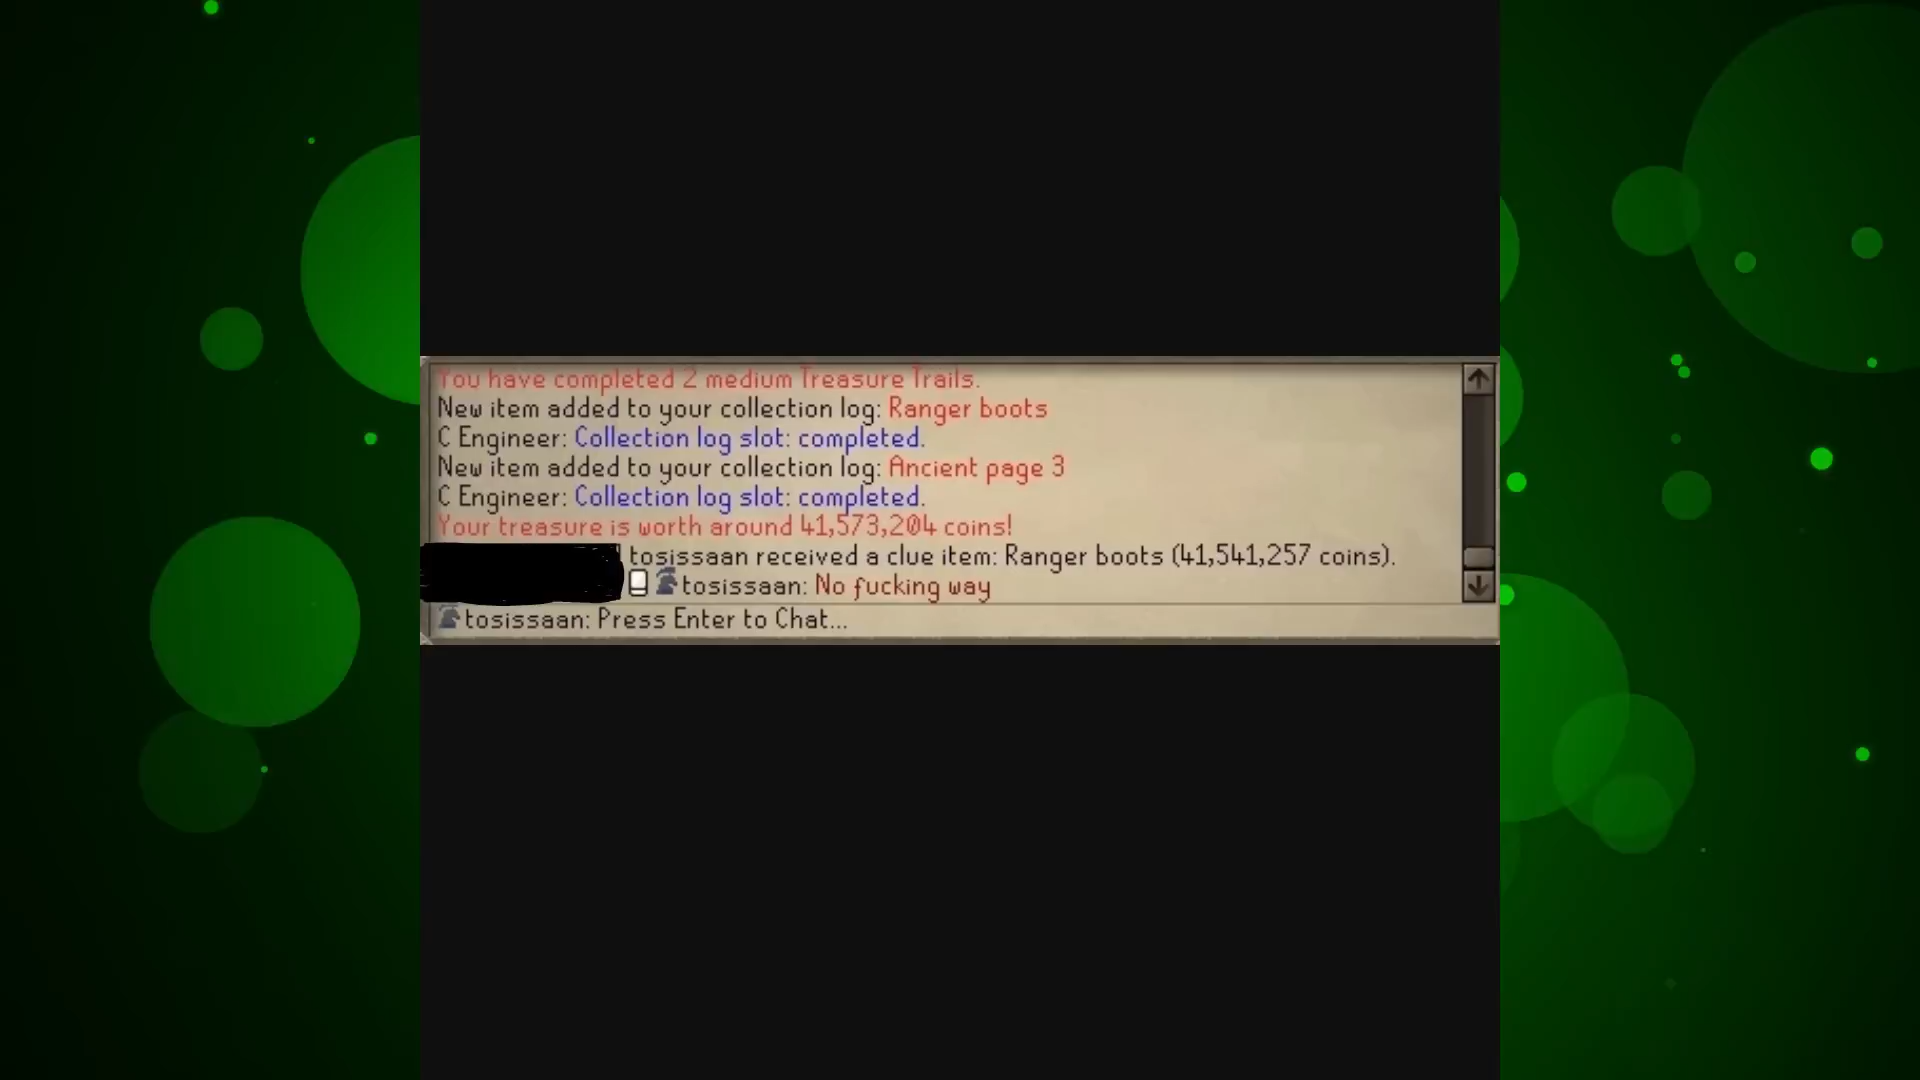 You have completed 2 medium Treasure Trails.
New item added to your collection log: Ranger boots
C Engineer: Collection log slot: completed.
New item added to your collection log: Ancient page 3
C Engineer: Collection log slot: completed.
Your treasure is worth around 41,573,204 coins!
tosissaan received a clue item: Ranger boots (41,541,257 coins).
tosissaan: No fucking way
tosissaan: Press Enter to Chat...